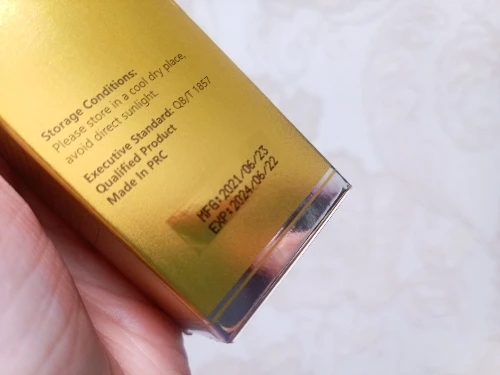 Storage Conditions:
Please store in a cool dry place,
avoid direct sunlight.
Executive Standard: QB/T 1857
Qualified Product
Made In PRC
MFG:2021/06/23
EXP:2024/06/22